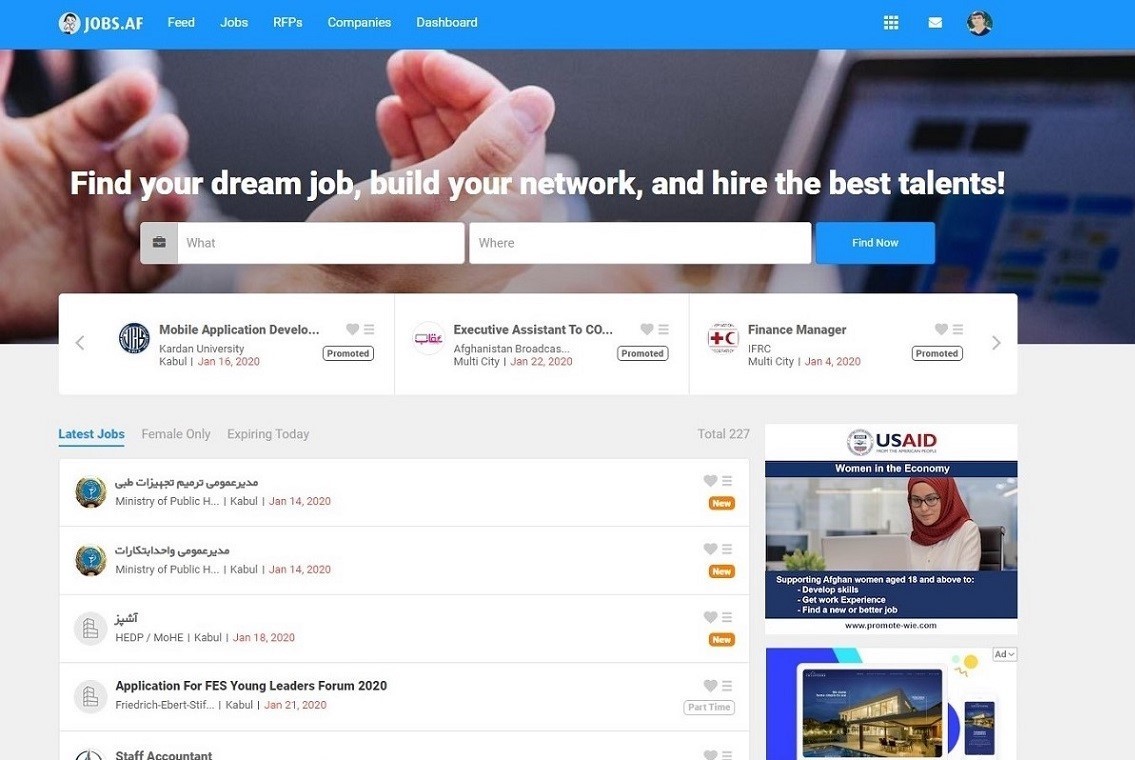 JOBS.AF Feed Jobs RFPs Companies Dashboard
Find your dream job, build your network, and hire the best talents!
What Where Find Now
Mobile Application Develo...
Kardan University
Kabul | Jan 16, 2020
Promoted
Executive Assistant To CO...
Afghanistan Broadcas...
Multi City | Jan 22, 2020
Promoted
Finance Manager
IFRC
Multi City | Jan 4, 2020
Promoted
Latest Jobs Female Only Expiring Today Total 227
مدیرعمومی ترمیم تجهیزات طبی
Ministry of Public H... | Kabul | Jan 14, 2020
New
مدیرعمومی واحدابتکارات
Ministry of Public H... | Kabul | Jan 14, 2020
New
آشپز
HEDP / MoHE | Kabul | Jan 18, 2020
New
Application For FES Young Leaders Forum 2020
Friedrich-Ebert-Stif... | Kabul | Jan 21, 2020
Part Time
Staff Accountant
USAID
FROM THE AMERICAN PEOPLE
Women in the Economy
Supporting Afghan women aged 18 and above to:
- Develop skills
- Get work Experience
- Find a new or better job
www.promote-wie.com
Ad